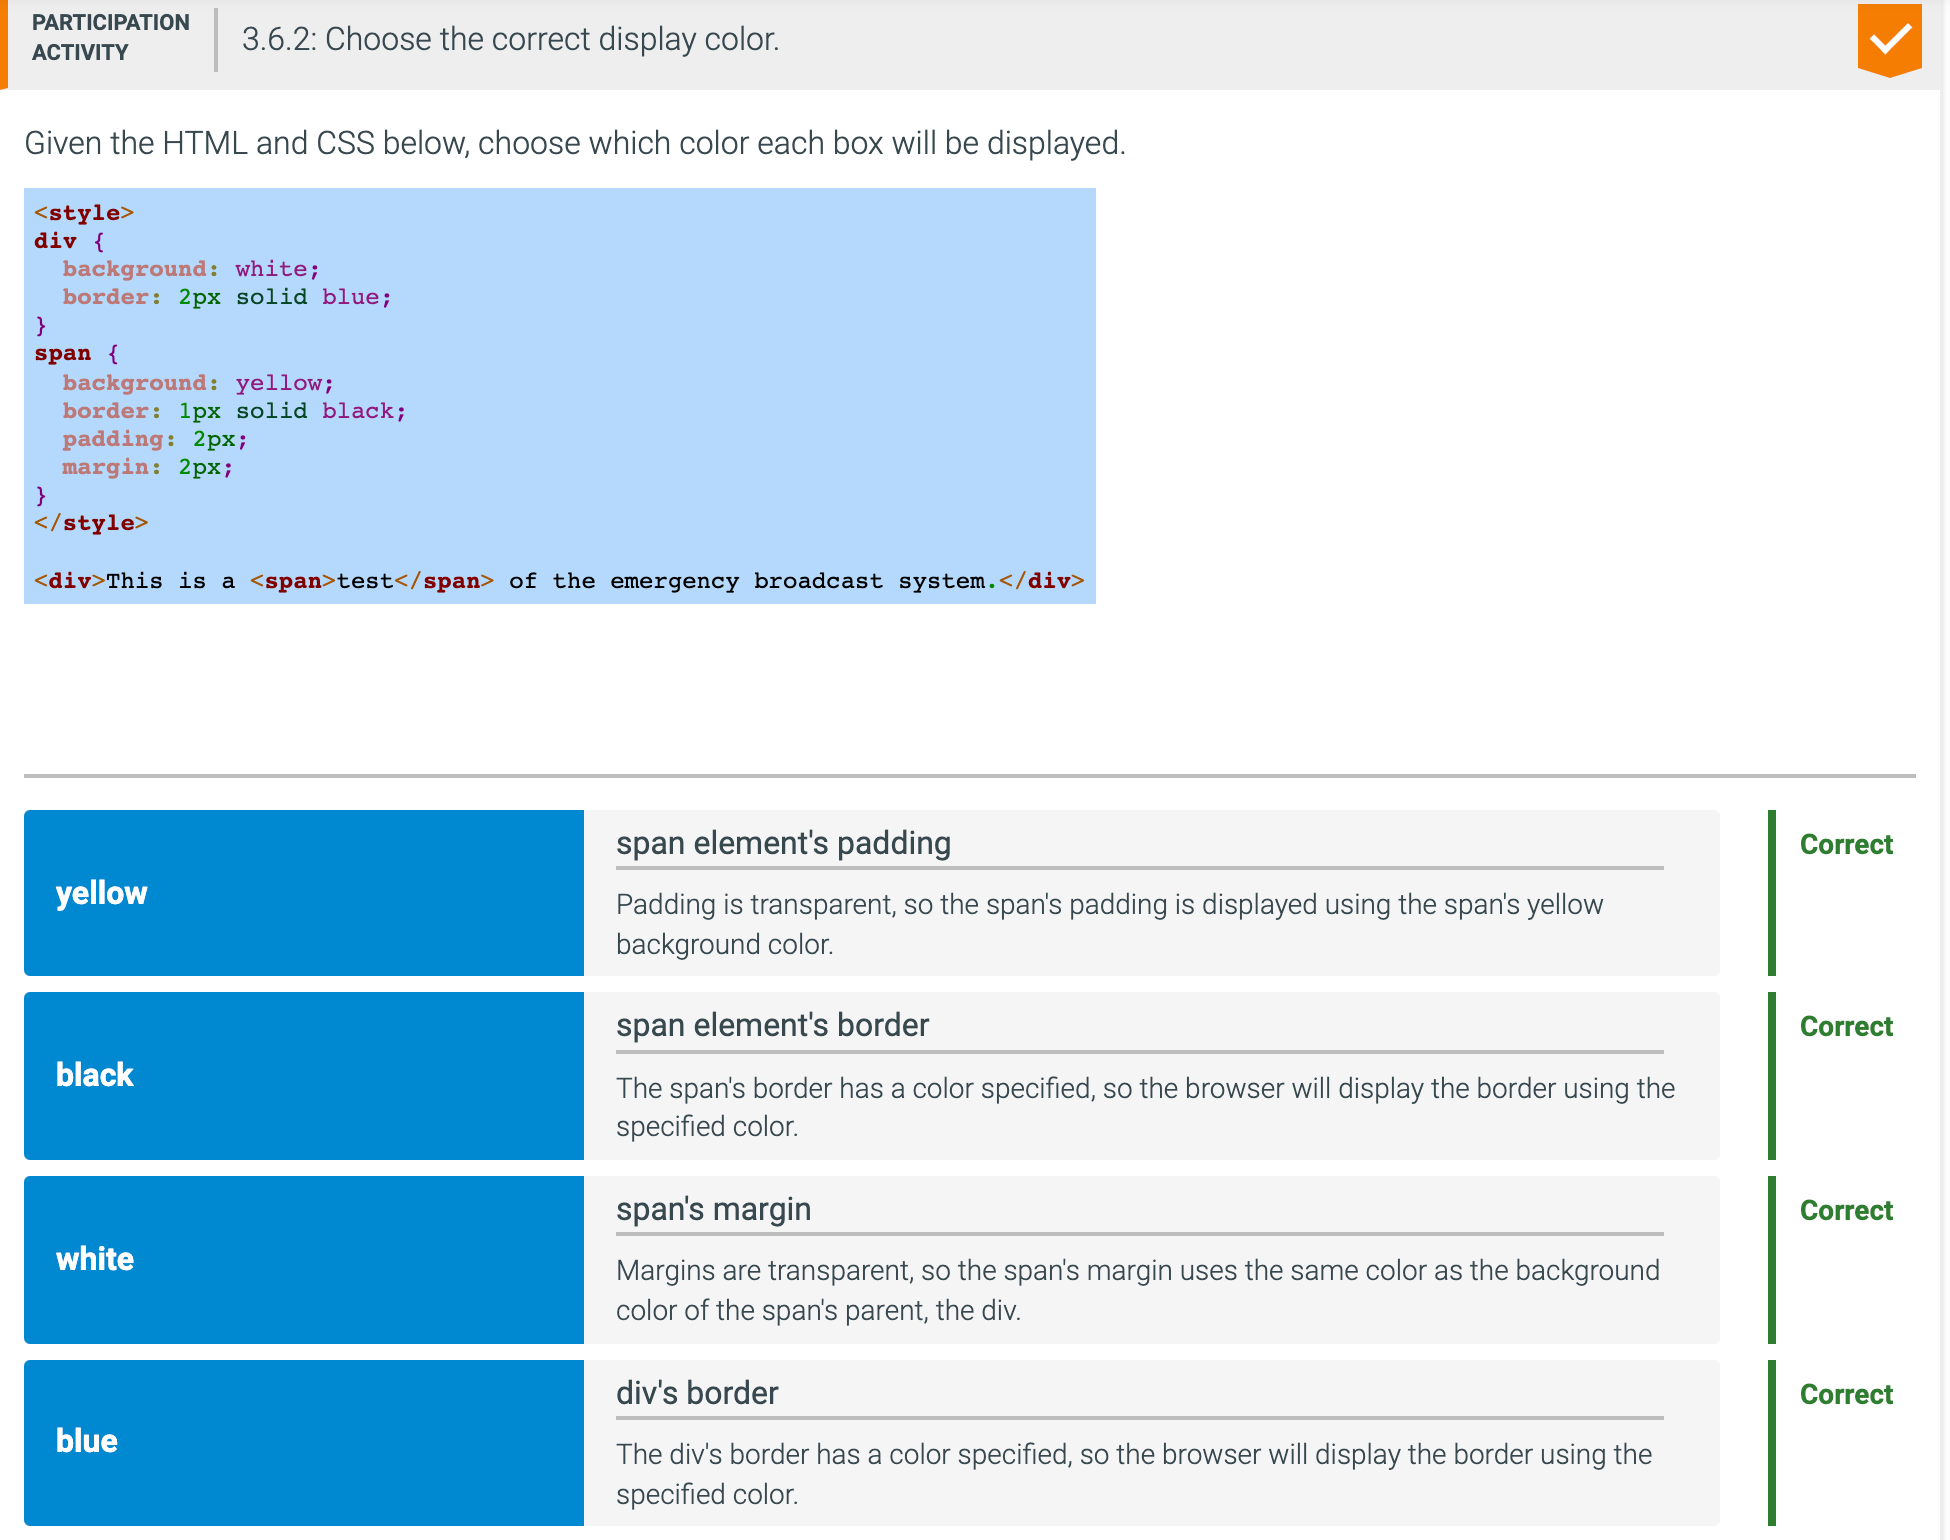 PARTICIPATION
ACTIVITY
3.6.2: Choose the correct display color.
Given the HTML and CSS below, choose which color each box will be displayed.
<style>
div {
  background: white;
  border: 2px solid blue;
}
span {
  background: yellow;
  border: 1px solid black;
  padding: 2px;
  margin: 2px;
}
</style>

<div>This is a <span>test</span> of the emergency broadcast system.</div>
yellow
span element's padding
Correct
Padding is transparent, so the span's padding is displayed using the span's yellow
background color.
black
span element's border
Correct
The span's border has a color specified, so the browser will display the border using the
specified color.
white
span's margin
Correct
Margins are transparent, so the span's margin uses the same color as the background
color of the span's parent, the div.
blue
div's border
Correct
The div's border has a color specified, so the browser will display the border using the
specified color.